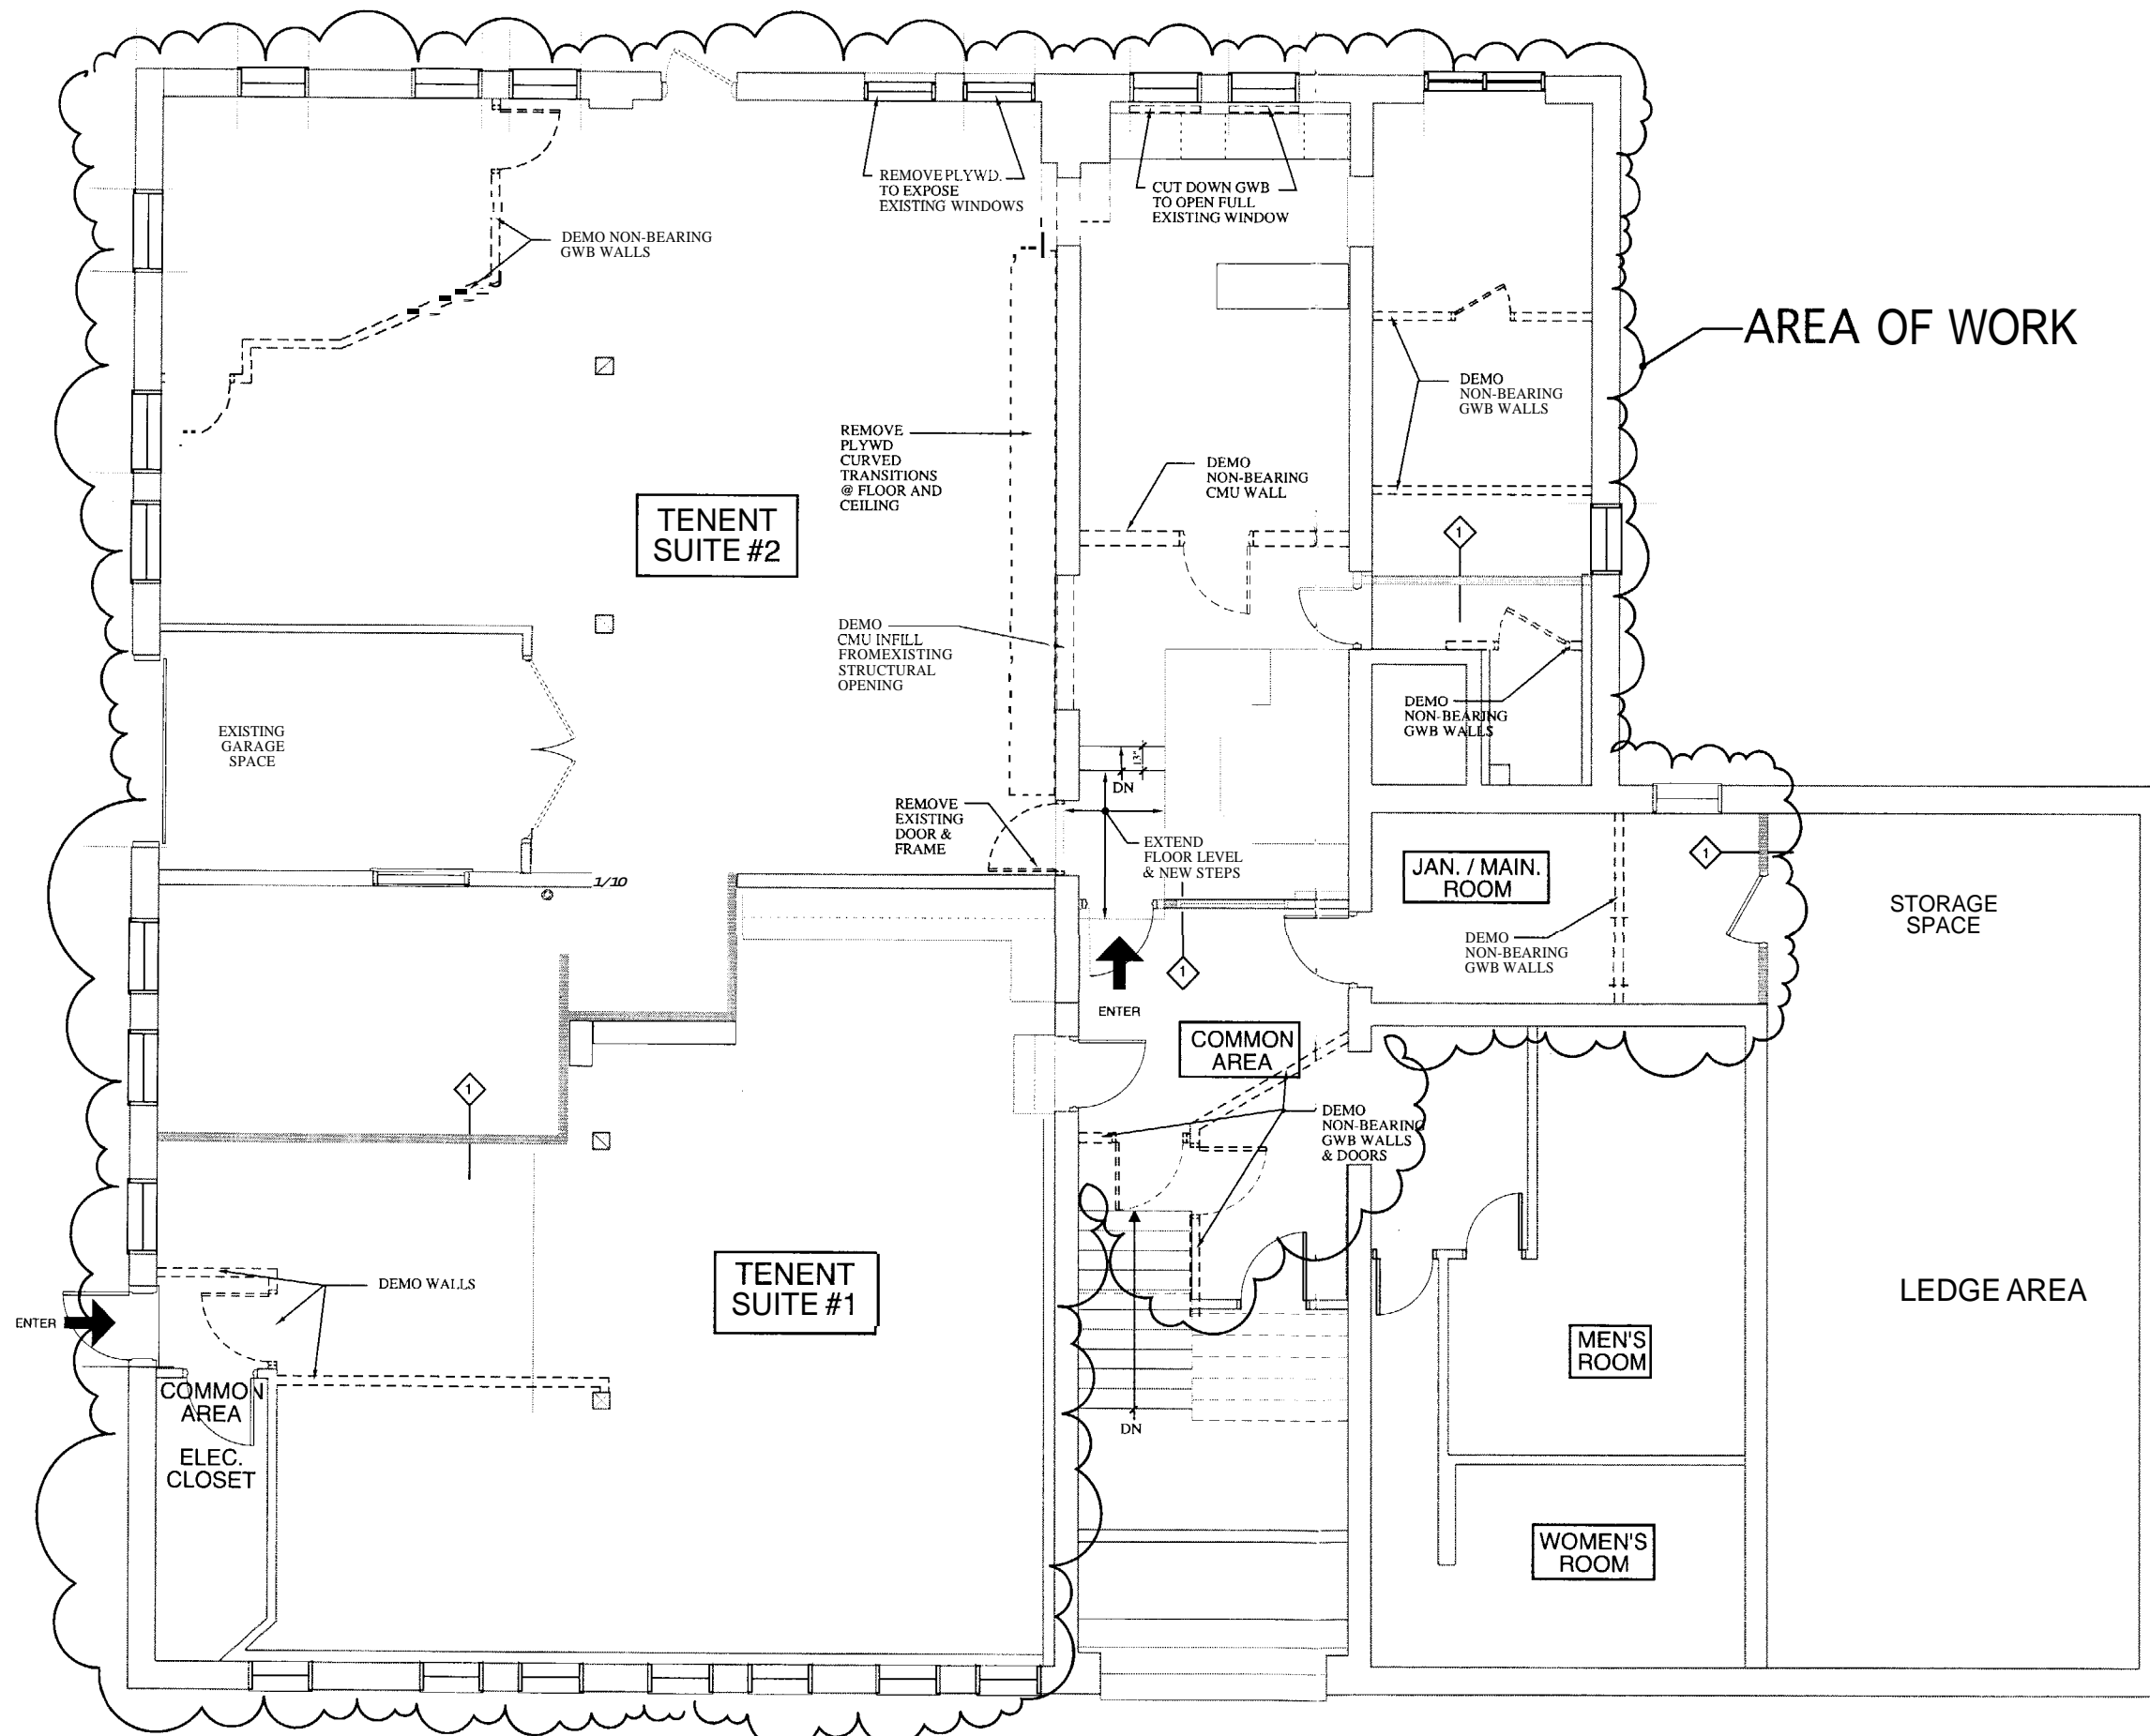 REMOVE PLYWD.
TO EXPOSE
EXISTING WINDOWS
CUT DOWN GWB
TO OPEN FULL
EXISTING WINDOW
DEMO NON-BEARING
GWB WALLS
AREA OF WORK
DEMO
NON-BEARING
GWB WALLS
REMOVE
PLYWD
CURVED
TRANSITIONS
@ FLOOR AND
CEILING
DEMO
NON-BEARING
CMU WALL
TENENT
SUITE #2
1
DEMO
CMU INFILL
FROMEXISTING
STRUCTURAL
OPENING
DEMO
NON-BEARING
GWB WALLS
EXISTING
GARAGE
SPACE
13"
DN
REMOVE
EXISTING
DOOR &
FRAME
EXTEND
FLOOR LEVEL
& NEW STEPS
JAN. / MAIN.
ROOM
1
1/10
STORAGE
SPACE
DEMO
NON-BEARING
GWB WALLS
1
ENTER
COMMON
AREA
1
DEMO
NON-BEARING
GWB WALLS
& DOORS
DEMO WALLS
TENENT
SUITE #1
LEDGE AREA
ENTER
MEN'S
ROOM
COMMON
AREA
DN
ELEC.
CLOSET
WOMEN'S
ROOM